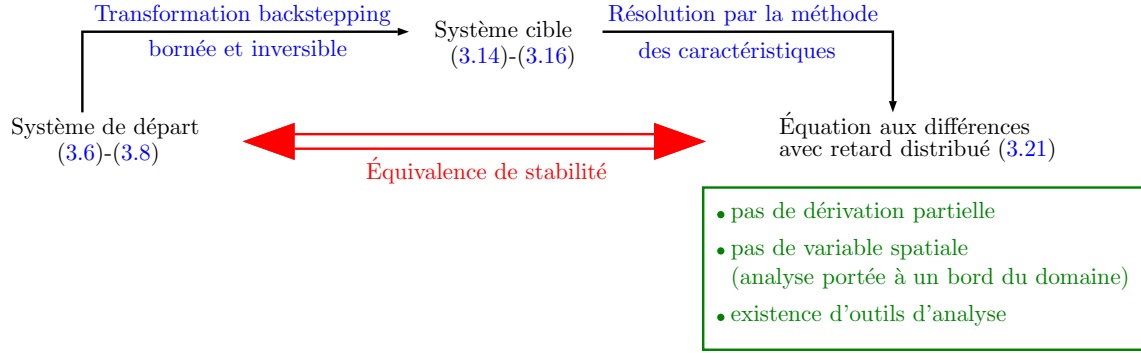 Transformation backstepping
bornée et inversible
Système cible
(3.14)-(3.16)
Résolution par la méthode
des caractéristiques
Système de départ
(3.6)-(3.8)
Équivalence de stabilité
Équation aux différences
avec retard distribué (3.21)
• pas de dérivation partielle
• pas de variable spatiale
(analyse portée à un bord du domaine)
• existence d'outils d'analyse